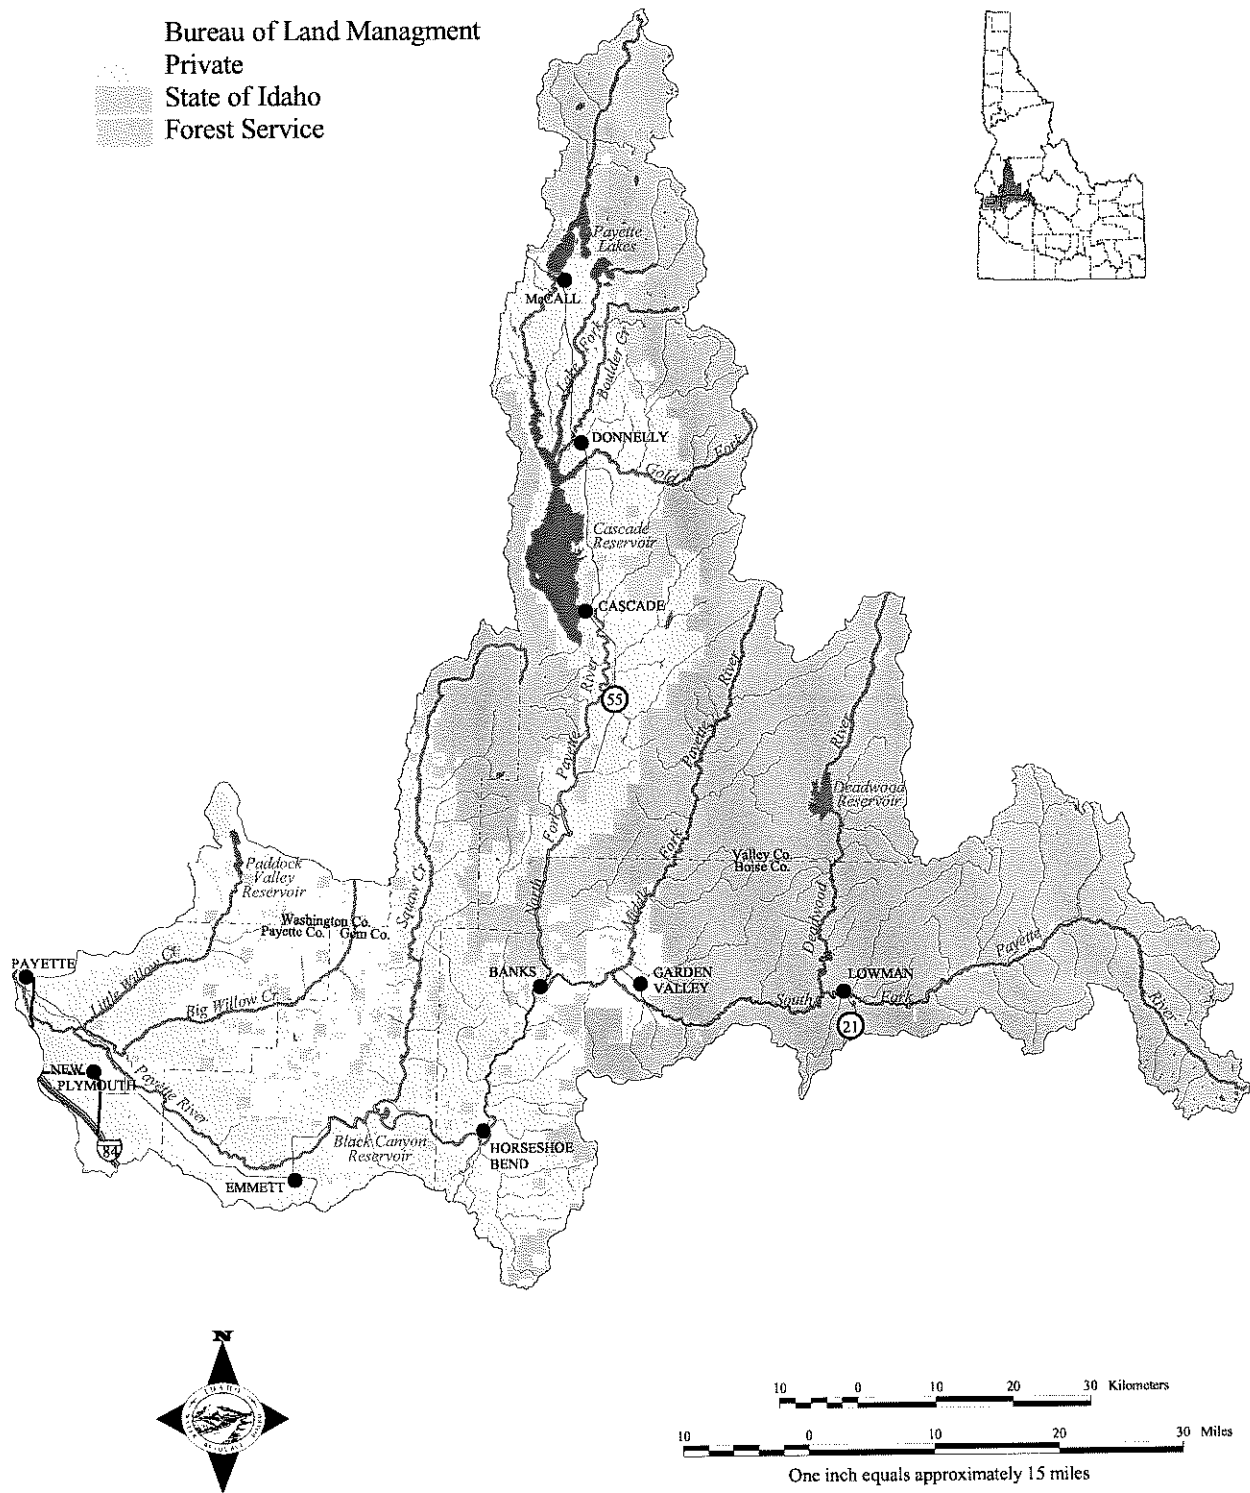 Bureau of Land Managment
Private
State of Idaho
Forest Service
Payette
Lakes
McCALL
Lake Fork
Boulder Cr
DONNELLY
Gold Fork
Cascade
Reservoir
CASCADE
55
North Fork Payette River
Middle Fork Payette River
Deadwood River
Deadwood
Reservoir
Valley Co.
Boise Co.
Squaw Cr
Paddock
Valley
Reservoir
Washington Co.
Payette Co.
Gem Co.
PAYETTE
Little Willow Cr
Big Willow Cr
BANKS
GARDEN
VALLEY
LOWMAN
South Fork Payette River
21
NEW
PLYMOUTH
Payette River
84
Black Canyon
Reservoir
HORSESHOE
BEND
EMMETT
N
IDAHO
10 0 10 20 30 Kilometers
10 0 10 20 30 Miles
One inch equals approximately 15 miles